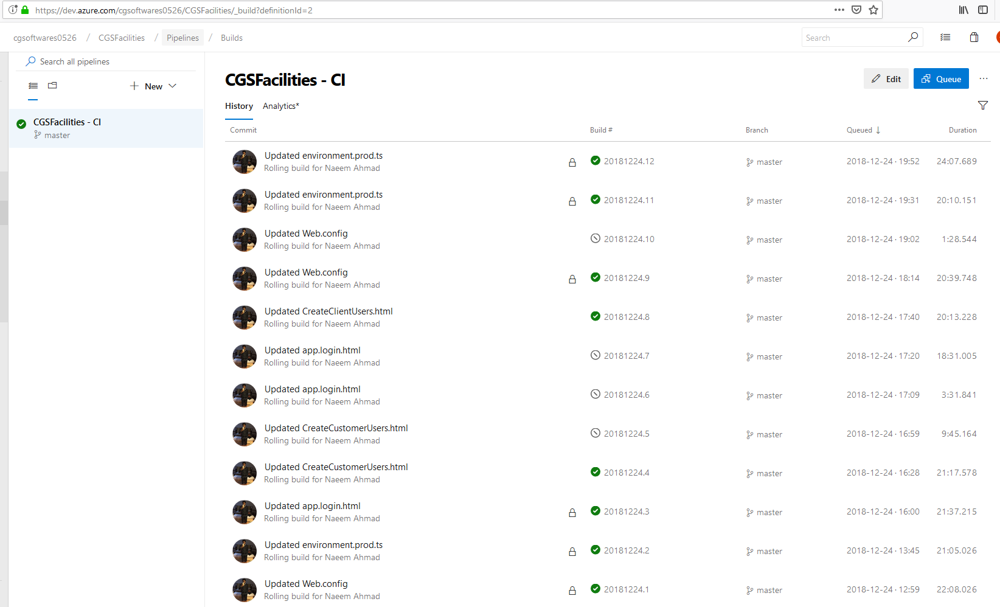 https://dev.azure.com/cgsoftwares0526/CGSFacilities/_build?definitionId=2
cgsoftwares0526 / CGSFacilities / Pipelines / Builds
Search
Search all pipelines
New
CGSFacilities - CI
master
CGSFacilities - CI
Edit
Queue
History Analytics*
Commit Build # Branch Queued ↓ Duration
Updated environment.prod.ts
Rolling build for Naeem Ahmad
20181224.12 master 2018-12-24 · 19:52 24:07.689
Updated environment.prod.ts
Rolling build for Naeem Ahmad
20181224.11 master 2018-12-24 · 19:31 20:10.151
Updated Web.config
Rolling build for Naeem Ahmad
20181224.10 master 2018-12-24 · 19:02 1:28.544
Updated Web.config
Rolling build for Naeem Ahmad
20181224.9 master 2018-12-24 · 18:14 20:39.748
Updated CreateClientUsers.html
Rolling build for Naeem Ahmad
20181224.8 master 2018-12-24 · 17:40 20:13.228
Updated app.login.html
Rolling build for Naeem Ahmad
20181224.7 master 2018-12-24 · 17:20 18:31.005
Updated app.login.html
Rolling build for Naeem Ahmad
20181224.6 master 2018-12-24 · 17:09 3:31.841
Updated CreateCustomerUsers.html
Rolling build for Naeem Ahmad
20181224.5 master 2018-12-24 · 16:59 9:45.164
Updated CreateCustomerUsers.html
Rolling build for Naeem Ahmad
20181224.4 master 2018-12-24 · 16:28 21:17.578
Updated app.login.html
Rolling build for Naeem Ahmad
20181224.3 master 2018-12-24 · 16:00 21:37.215
Updated environment.prod.ts
Rolling build for Naeem Ahmad
20181224.2 master 2018-12-24 · 13:45 21:05.026
Updated Web.config
Rolling build for Naeem Ahmad
20181224.1 master 2018-12-24 · 12:59 22:08.026